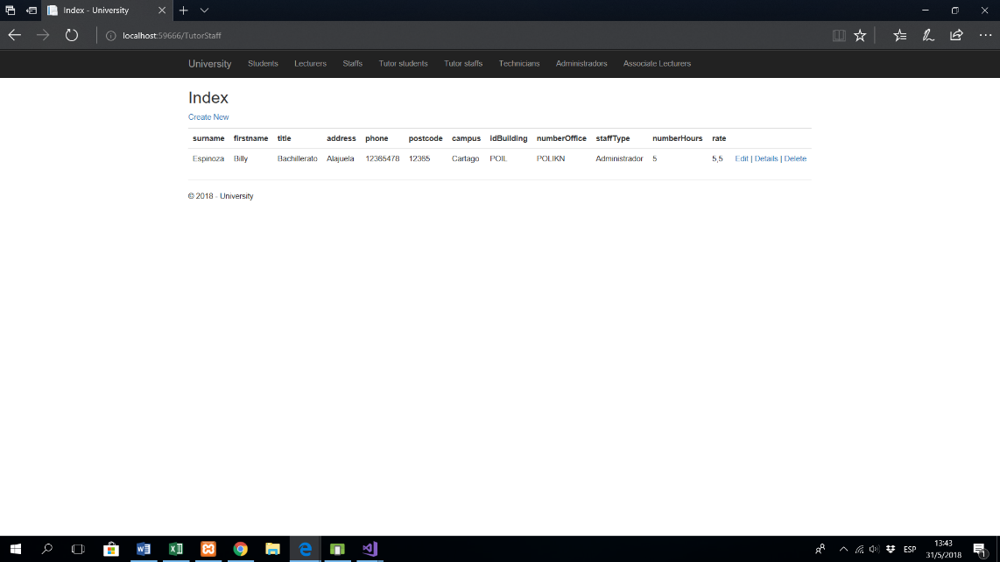 Index - University
localhost:59666/TutorStaff
University Students Lecturers Staffs Tutor students Tutor staffs Technicians Administradors Associate Lecturers
Index
Create New
surname firstname title address phone postcode campus idBuilding numberOffice staffType numberHours rate
Espinoza Billy Bachillerato Alajuela 12365478 12365 Cartago POIL POLIKN Administrador 5 5,5 Edit | Details | Delete
© 2018 - University
ESP
13:43
31/5/2018
1